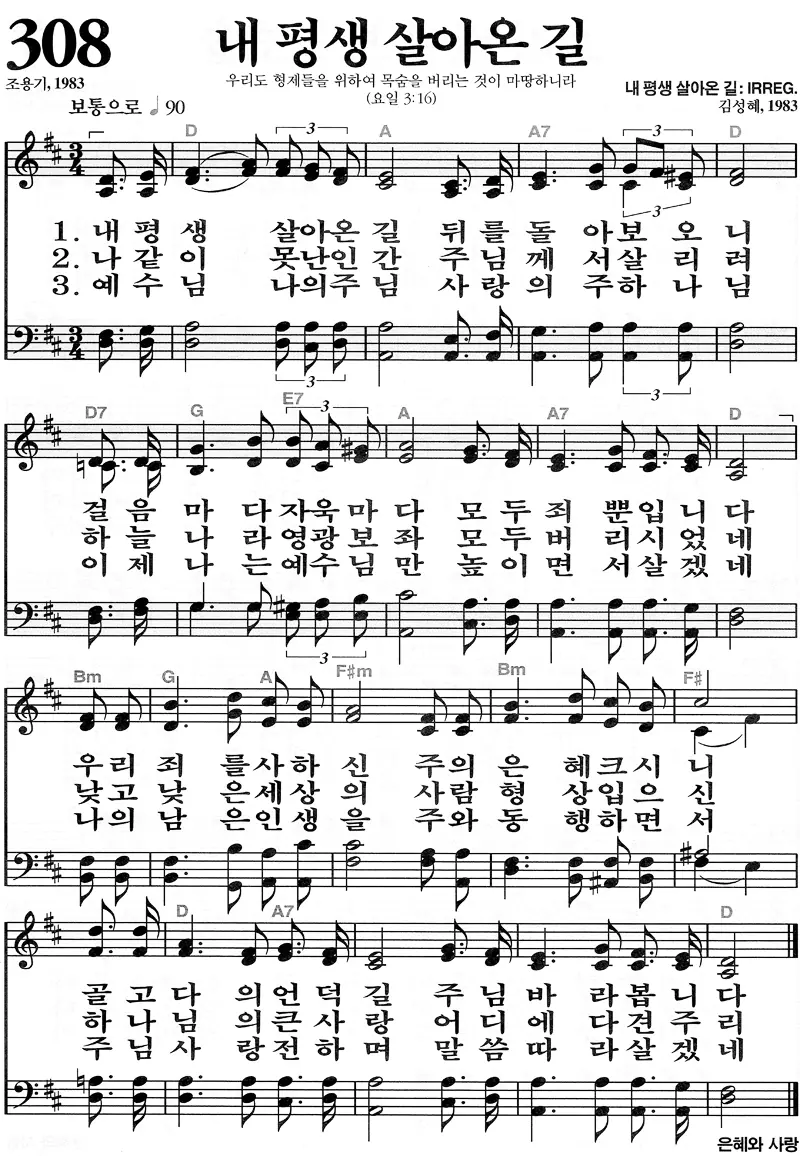 308
내 평생 살아온 길
조용기, 1983
우리도 형제들을 위하여 목숨을 버리는 것이 마땅하니라
(요일 3:16)
내 평생 살아온 길: IRREG.
김성혜, 1983
보통으로 ♩ 90
D A A7 D
3 3
3
1. 내 평 생 살아온 길 뒤 를 돌 아보 오 니
2. 나 같 이 못난인 간 주 님 께 서살 리 려
3. 예 수 님 나의주 님 사 랑 의 주하 나 님
3 3
D7 G E7 A A7 D
3
걸 음 마 다 자욱마 다 모 두 죄 뿐입 니 다
하 늘 나 라 영광보 좌 모 두 버 리시 었 네
이 제 나 는 예수님 만 높 이 면 서살 겠 네
3
Bm G A F♯m Bm F♯
우 리 죄 를사 하 신 주 의 은 혜크 시 니
낮 고 낮 은세 상 의 사 람 형 상입 으 신
나 의 남 은인 생 을 주 와 동 행하 면 서
D A7 D
골 고 다 의언 덕 길 주 님 바 라봅 니 다
하 나 님 의큰 사 랑 어 디 에 다견 주 리
주 님 사 랑전 하 며 말 씀 따 라살 겠 네
은혜와 사랑